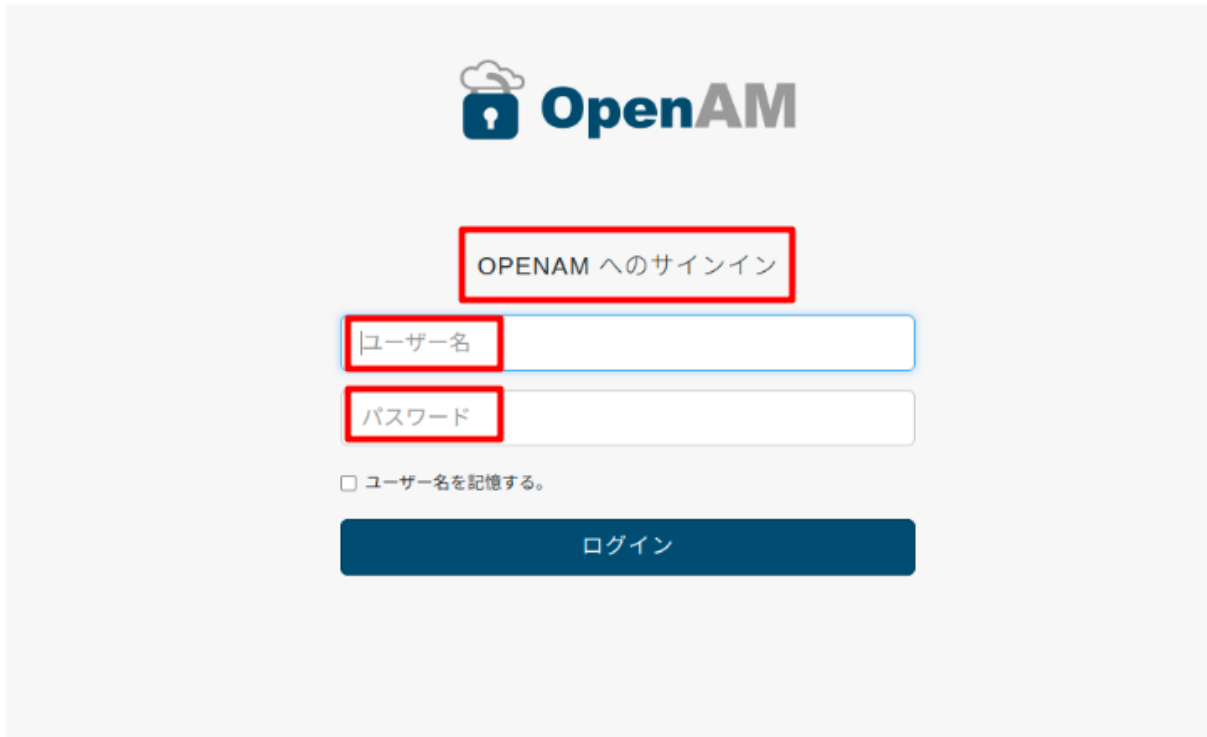 OpenAM
OPENAM へのサインイン
ユーザー名
パスワード
ユーザー名を記憶する。
ログイン